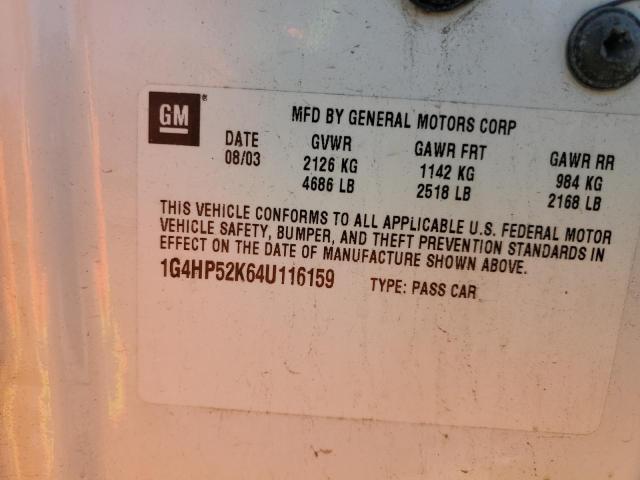 GM ®
MFD BY GENERAL MOTORS CORP
DATE GVWR GAWR FRT GAWR RR
08/03 2126 KG 1142 KG 984 KG
4686 LB 2518 LB 2168 LB
THIS VEHICLE CONFORMS TO ALL APPLICABLE U.S. FEDERAL MOTOR
VEHICLE SAFETY, BUMPER, AND THEFT PREVENTION STANDARDS IN
EFFECT ON THE DATE OF MANUFACTURE SHOWN ABOVE.
1G4HP52K64U116159 TYPE: PASS CAR